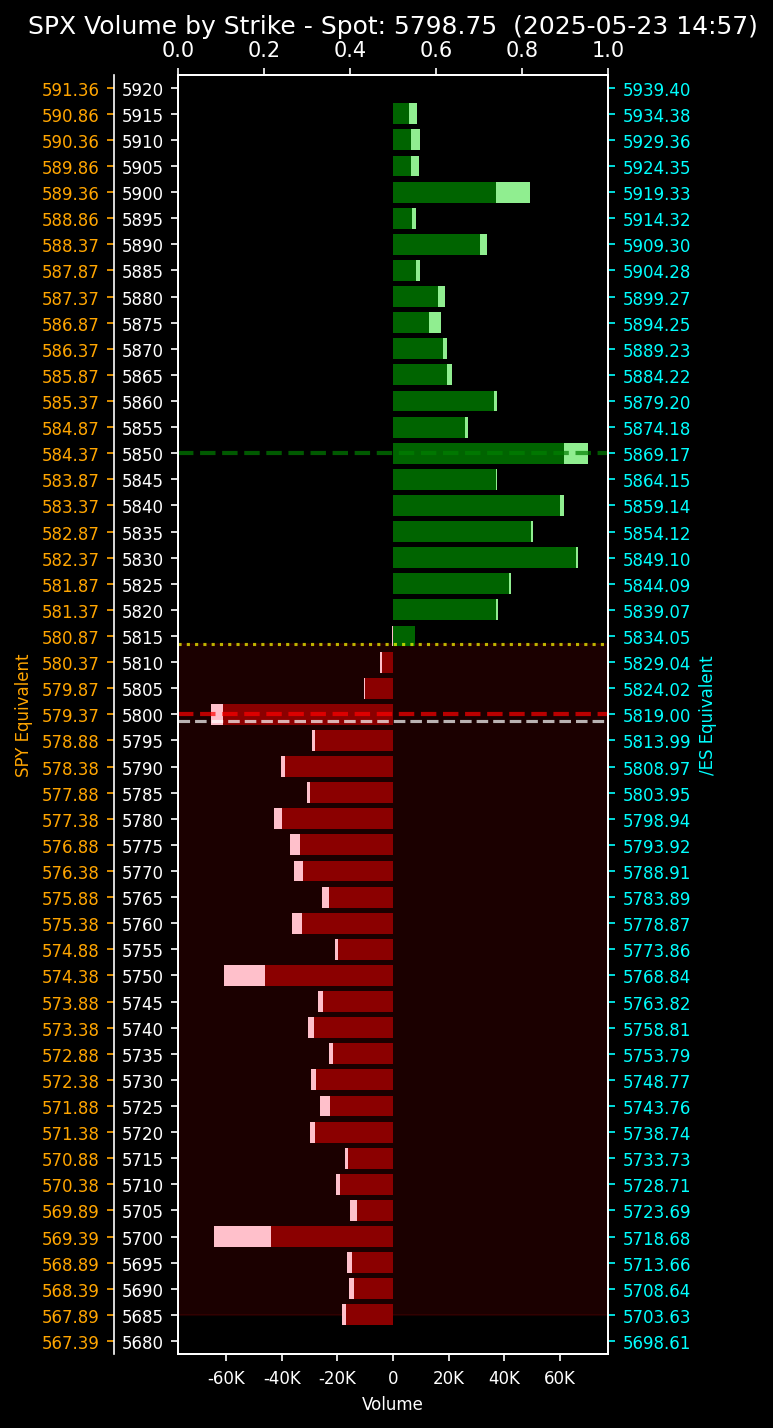 SPX Volume by Strike - Spot: 5798.75 (2025-05-23 14:57)
0.0 0.2 0.4 0.6 0.8 1.0
591.36 5920 5939.40
590.86 5915 5934.38
590.36 5910 5929.36
589.86 5905 5924.35
589.36 5900 5919.33
588.86 5895 5914.32
588.37 5890 5909.30
587.87 5885 5904.28
587.37 5880 5899.27
586.87 5875 5894.25
586.37 5870 5889.23
585.87 5865 5884.22
585.37 5860 5879.20
584.87 5855 5874.18
584.37 5850 5869.17
583.87 5845 5864.15
583.37 5840 5859.14
582.87 5835 5854.12
582.37 5830 5849.10
581.87 5825 5844.09
581.37 5820 5839.07
580.87 5815 5834.05
580.37 5810 5829.04
579.87 5805 5824.02
579.37 5800 5819.00
578.88 5795 5813.99
578.38 5790 5808.97
577.88 5785 5803.95
577.38 5780 5798.94
576.88 5775 5793.92
576.38 5770 5788.91
575.88 5765 5783.89
575.38 5760 5778.87
574.88 5755 5773.86
574.38 5750 5768.84
573.88 5745 5763.82
573.38 5740 5758.81
572.88 5735 5753.79
572.38 5730 5748.77
571.88 5725 5743.76
571.38 5720 5738.74
570.88 5715 5733.73
570.38 5710 5728.71
569.89 5705 5723.69
569.39 5700 5718.68
568.89 5695 5713.66
568.39 5690 5708.64
567.89 5685 5703.63
567.39 5680 5698.61
SPY Equivalent
/ES Equivalent
-60K -40K -20K 0 20K 40K 60K
Volume